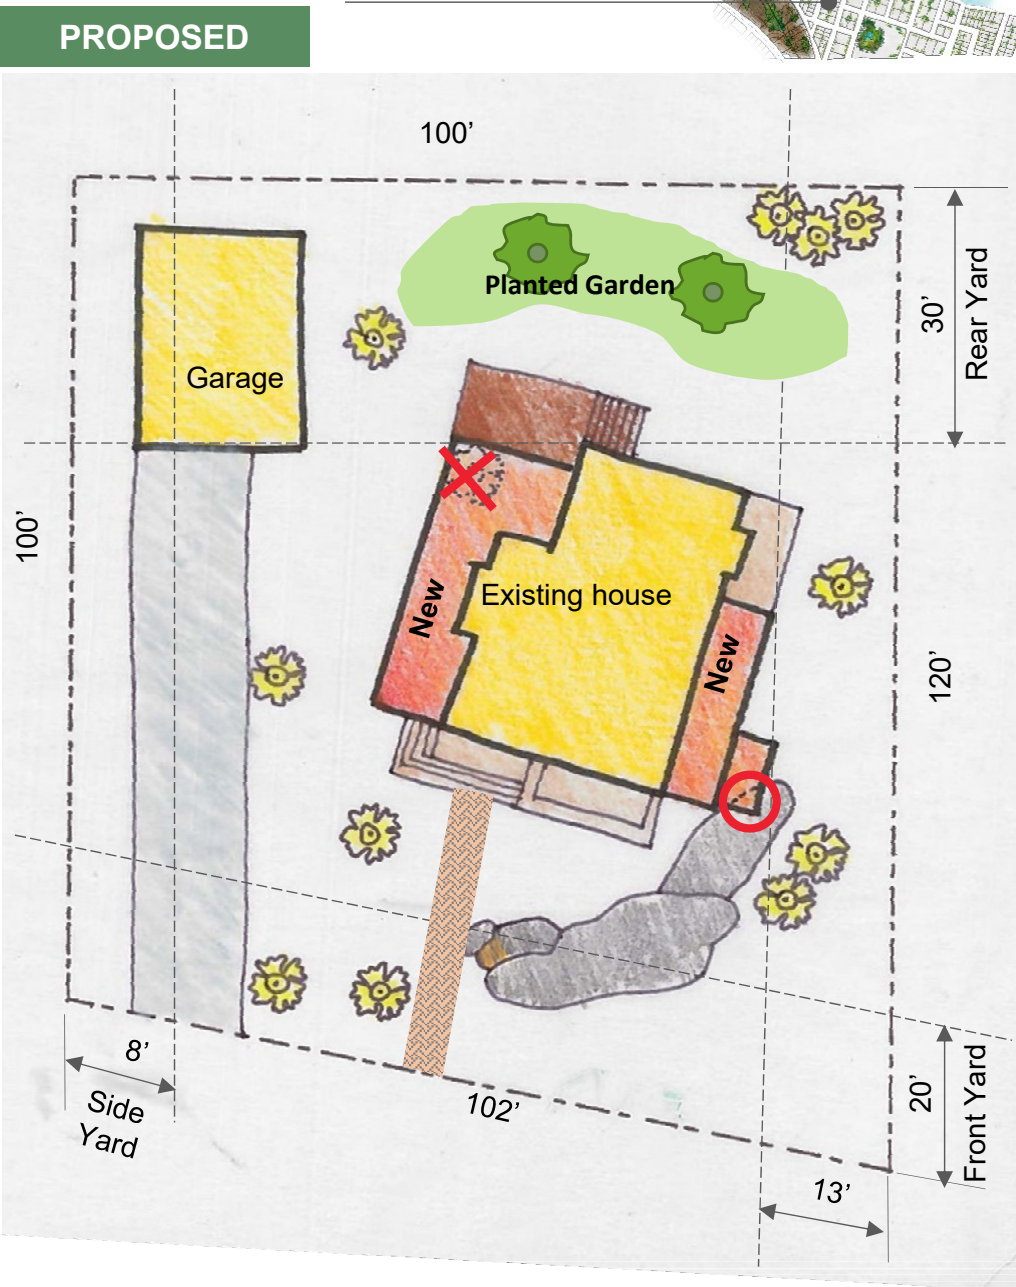 PROPOSED
100’
Planted Garden
Garage
30’
Rear Yard
100’
New
Existing house
New
120’
8’
Side
Yard
102’
20’
Front Yard
13’